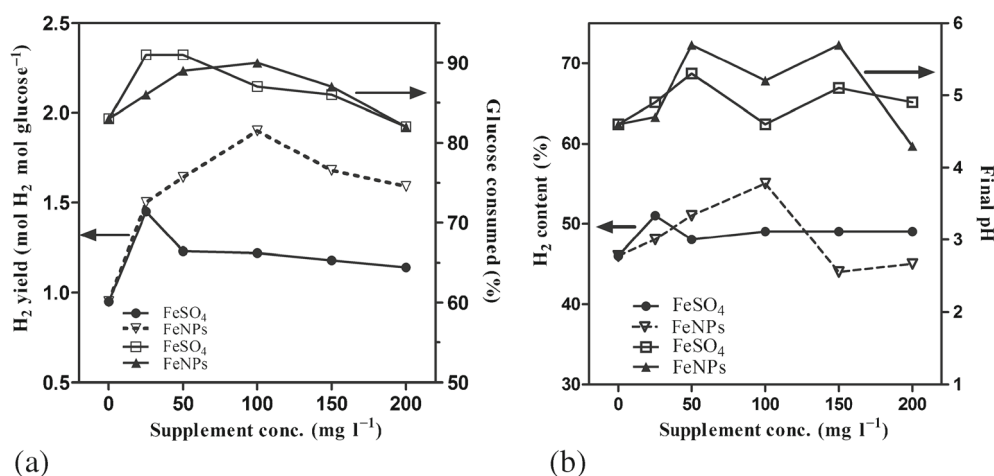 2.5
2.0
1.5
1.0
0.5
H₂ yield (mol H₂ mol glucose⁻¹)
90
80
70
60
50
Glucose consumed (%)
FeSO₄
FeNPs
FeSO₄
FeNPs
0 50 100 150 200
Supplement conc. (mg l⁻¹)
(a)
70
60
50
40
30
H₂ content (%)
6
5
4
3
2
1
Final pH
FeSO₄
FeNPs
FeSO₄
FeNPs
0 50 100 150 200
Supplement conc. (mg l⁻¹)
(b)